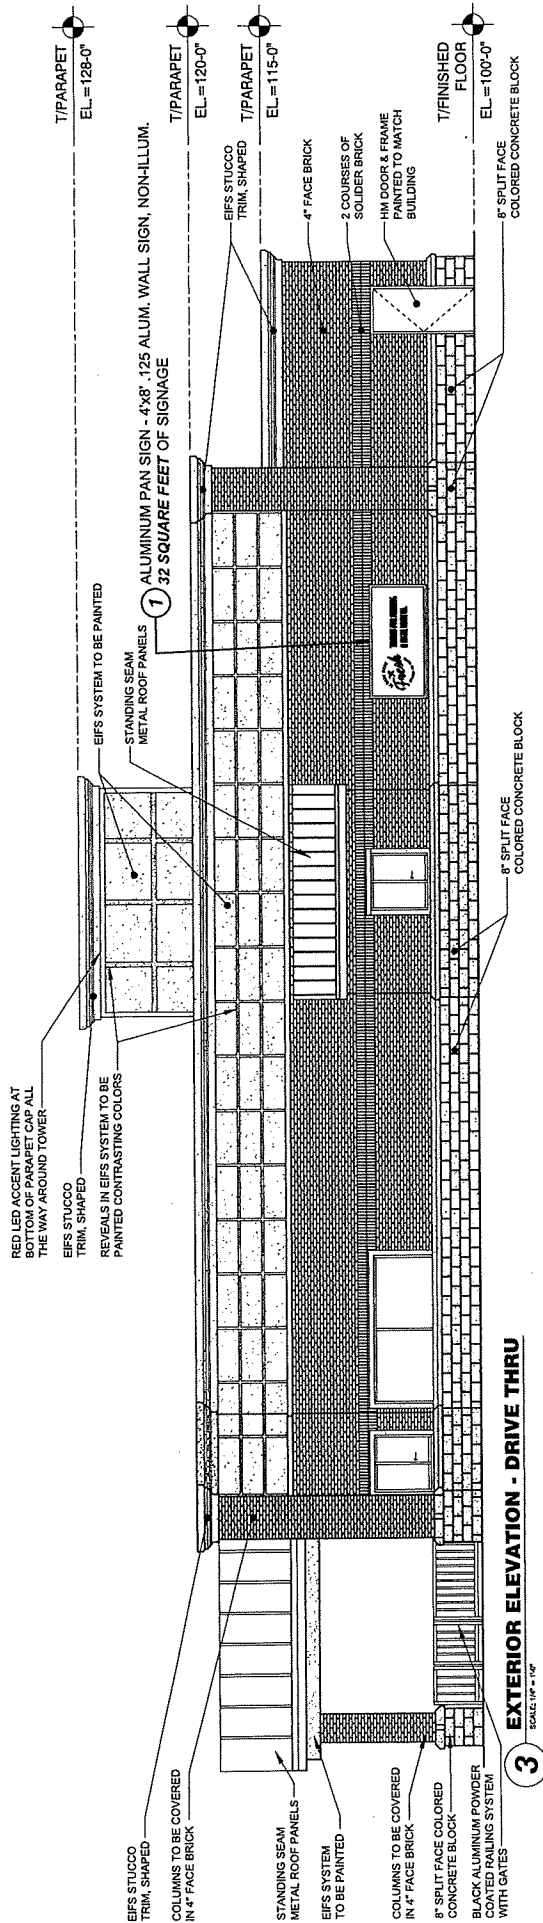 T/PARAPET
EL.=128-0"
T/PARAPET
EL.=120-0"
T/PARAPET
EL.=115-0"
T/FINISHED
FLOOR
EL.=100'-0"
RED LED ACCENT LIGHTING AT
BOTTOM OF PARAPET CAP ALL
THE WAY AROUND TOWER
EIFS STUCCO
TRIM, SHAPED
REVEALS IN EIFS SYSTEM TO BE
PAINTED CONTRASTING COLORS
EIFS SYSTEM TO BE PAINTED
STANDING SEAM
METAL ROOF PANELS
1
ALUMINUM PAN SIGN - 4'x8' .125 ALUM. WALL SIGN, NON-ILLUM.
32 SQUARE FEET OF SIGNAGE
EIFS STUCCO
TRIM, SHAPED
4" FACE BRICK
2 COURSES OF
SOLIDER BRICK
HM DOOR & FRAME
PAINTED TO MATCH
BUILDING
8" SPLIT FACE
COLORED CONCRETE BLOCK
8" SPLIT FACE
COLORED CONCRETE BLOCK
Fresh
EIFS STUCCO
TRIM, SHAPED
COLUMNS TO BE COVERED
IN 4" FACE BRICK
STANDING SEAM
METAL ROOF PANELS
EIFS SYSTEM
TO BE PAINTED
COLUMNS TO BE COVERED
IN 4" FACE BRICK
8" SPLIT FACE COLORED
CONCRETE BLOCK
BLACK ALUMINUM POWDER
COATED RAILING SYSTEM
WITH GATES
3
EXTERIOR ELEVATION - DRIVE THRU
SCALE: 1/4" = 1'-0"